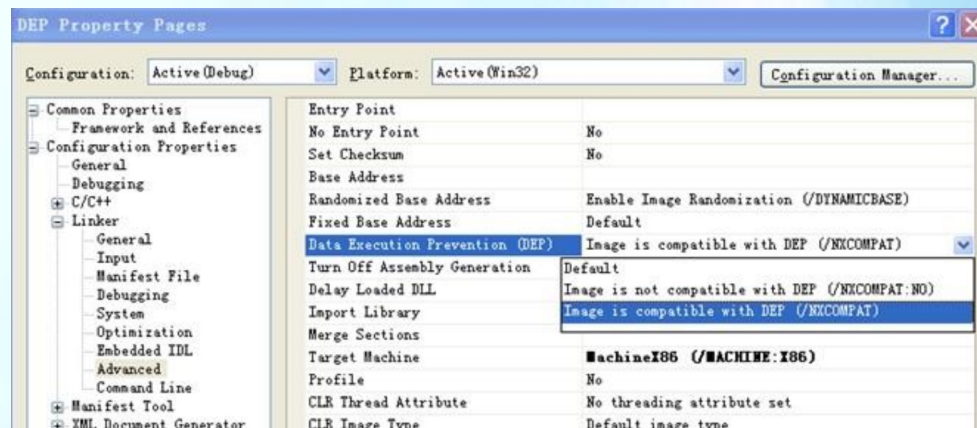 DEP Property Pages
Configuration: Active(Debug) Platform: Active(Win32) Configuration Manager...
Common Properties
Framework and References
Configuration Properties
General
Debugging
C/C++
Linker
General
Input
Manifest File
Debugging
System
Optimization
Embedded IDL
Advanced
Command Line
Manifest Tool
XML Document Generator
Entry Point
No Entry Point No
Set Checksum No
Base Address
Randomized Base Address Enable Image Randomization (/DYNAMICBASE)
Fixed Base Address Default
Data Execution Prevention (DEP) Image is compatible with DEP (/NXCOMPAT)
Turn Off Assembly Generation
Delay Loaded DLL
Import Library
Merge Sections
Default
Image is not compatible with DEP (/NXCOMPAT:NO)
Image is compatible with DEP (/NXCOMPAT)
Target Machine MachineX86 (/MACHINE:X86)
Profile No
CLR Thread Attribute No threading attribute set
CLR Image Type Default image type